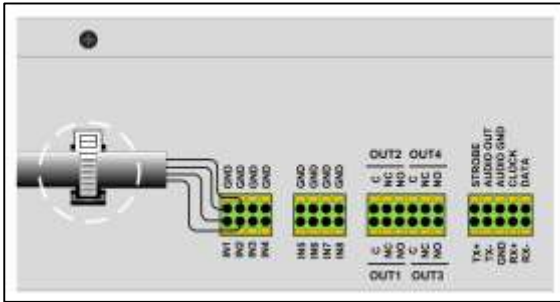 OUT2 OUT4
GND GND GND GND
GND GND GND GND
C NC NO C NC NO
STROBE AUDIO OUT AUDIO GND CLOCK DATA
IN1 IN2 IN3 IN4
IN5 IN6 IN7 IN8
C NC NO C NC NO
TX+ TX- GND RX+ RX-
OUT1 OUT3